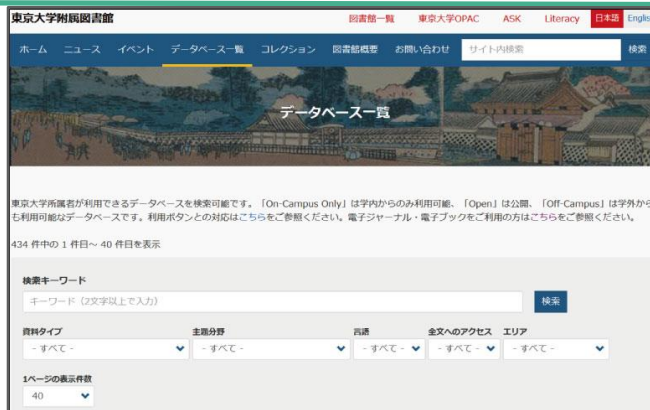 東京大学附属図書館
図書館一覧 東京大学OPAC ASK Literacy 日本語 English
ホーム ニュース イベント データベース一覧 コレクション 図書館概要 お問い合わせ サイト内検索 検索
データベース一覧
東京大学所属者が利用できるデータベースを検索可能です。「On-Campus Only」は学内からのみ利用可能、「Open」は公開、「Off-Campus」は学外から
も利用可能なデータベースです。利用ボタンとの対応はこちらをご参照ください。電子ジャーナル・電子ブックをご利用の方はこちらをご参照ください。
434 件中の 1 件目～ 40 件目を表示
検索キーワード
キーワード（2文字以上で入力） 検索
資料タイプ 主題分野 言語 全文へのアクセス エリア
- すべて - - すべて - - すべて - - すべて - - すべて -
1ページの表示件数
40